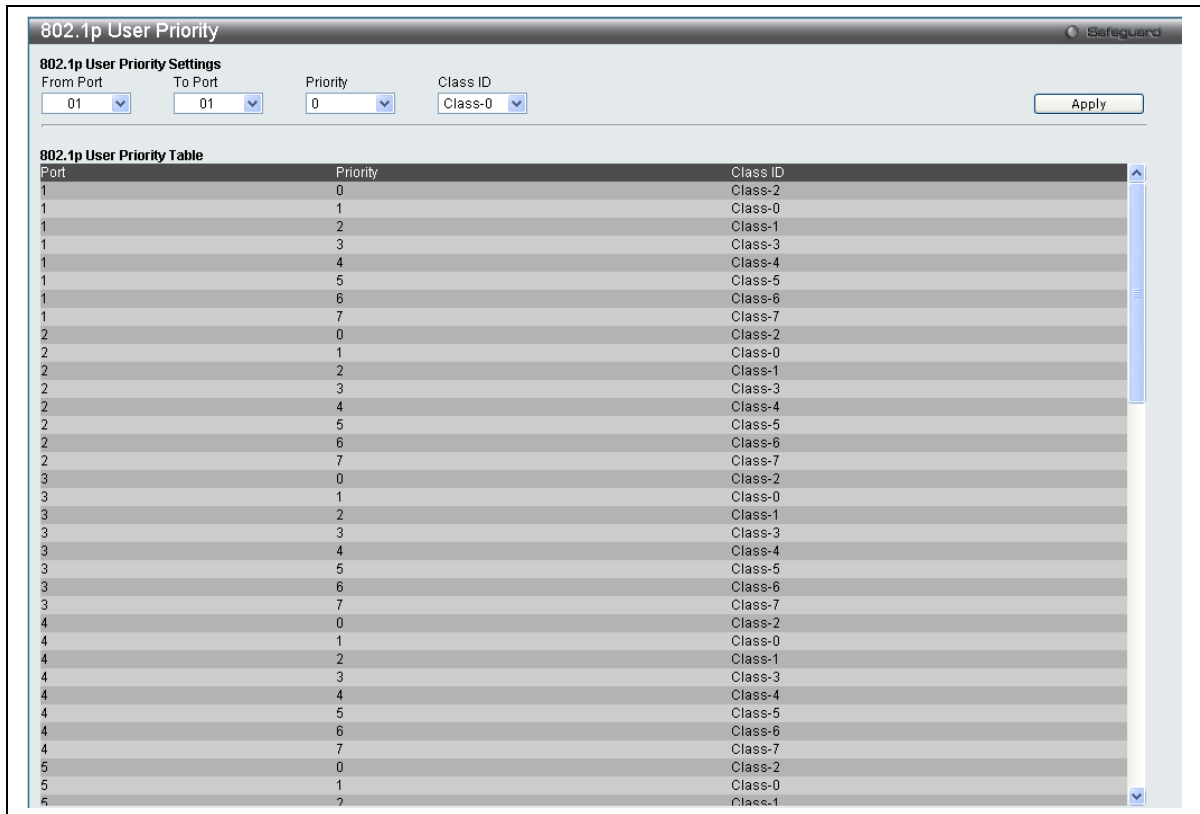 802.1p User Priority Safeguard
802.1p User Priority Settings
From Port To Port Priority Class ID
01 01 0 Class-0 Apply
802.1p User Priority Table
Port Priority Class ID
1 0 Class-2
1 1 Class-0
1 2 Class-1
1 3 Class-3
1 4 Class-4
1 5 Class-5
1 6 Class-6
1 7 Class-7
2 0 Class-2
2 1 Class-0
2 2 Class-1
2 3 Class-3
2 4 Class-4
2 5 Class-5
2 6 Class-6
2 7 Class-7
3 0 Class-2
3 1 Class-0
3 2 Class-1
3 3 Class-3
3 4 Class-4
3 5 Class-5
3 6 Class-6
3 7 Class-7
4 0 Class-2
4 1 Class-0
4 2 Class-1
4 3 Class-3
4 4 Class-4
4 5 Class-5
4 6 Class-6
4 7 Class-7
5 0 Class-2
5 1 Class-0
5 2 Class-1